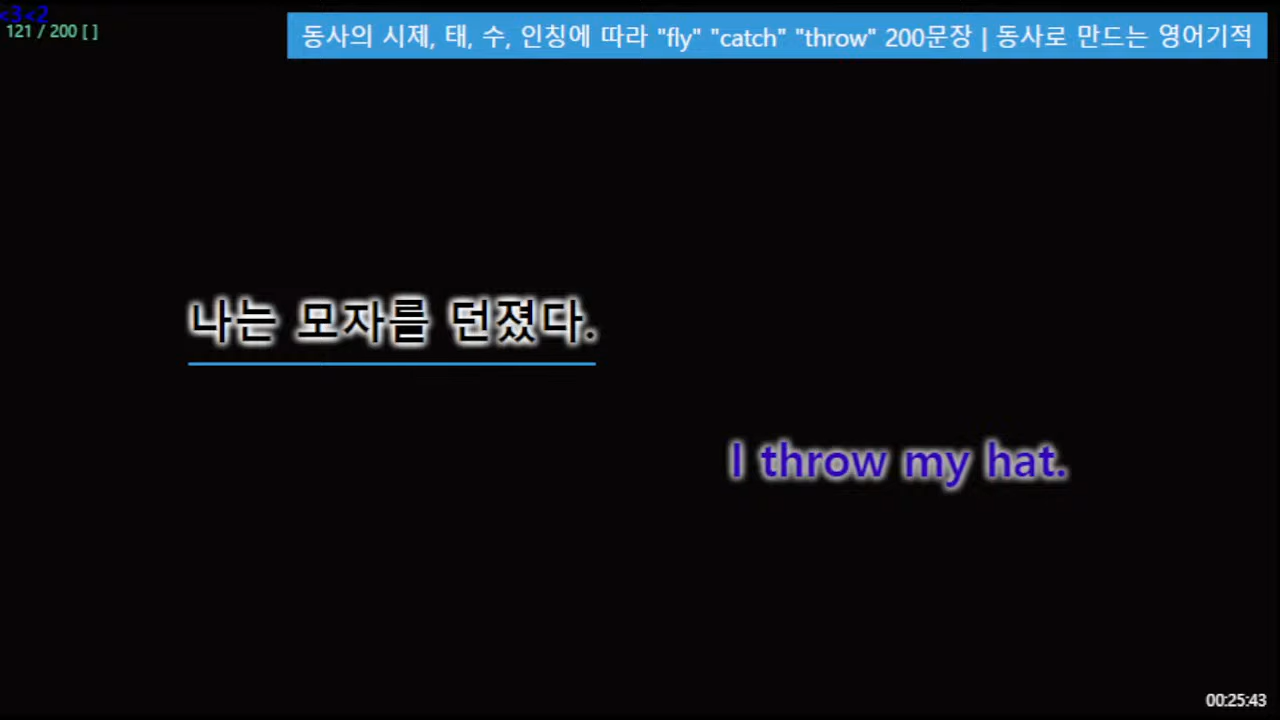 <3<2
121 / 200 [ ]
동사의 시제, 태, 수, 인칭에 따라 "fly" "catch" "throw" 200문장 | 동사로 만드는 영어기적
나는 모자를 던졌다.
I throw my hat.
00:25:43